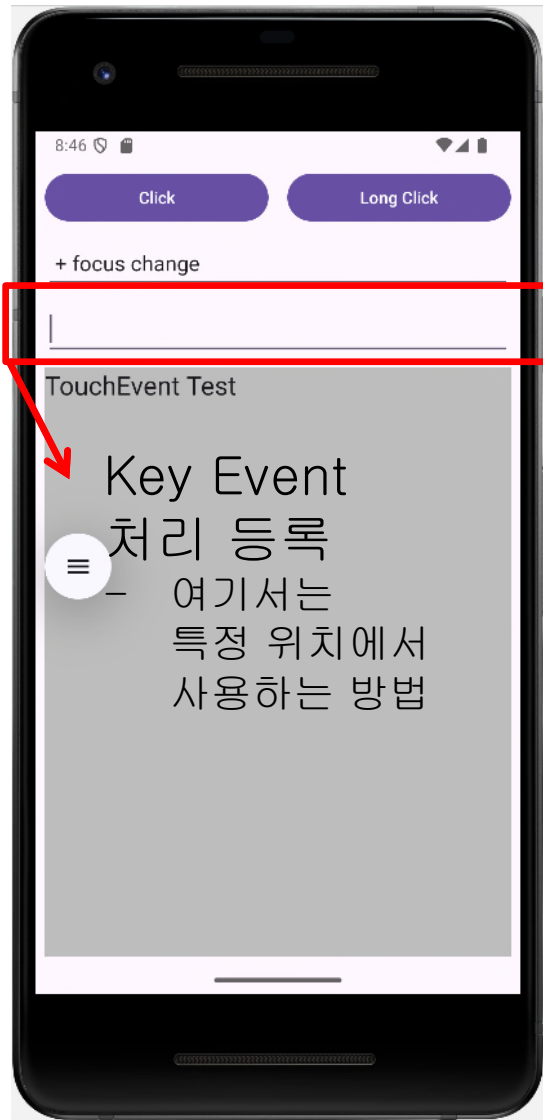 8:46
Click
Long Click
+ focus change
TouchEvent Test
Key Event
처리 등록
- 여기서는
특정 위치에서
사용하는 방법